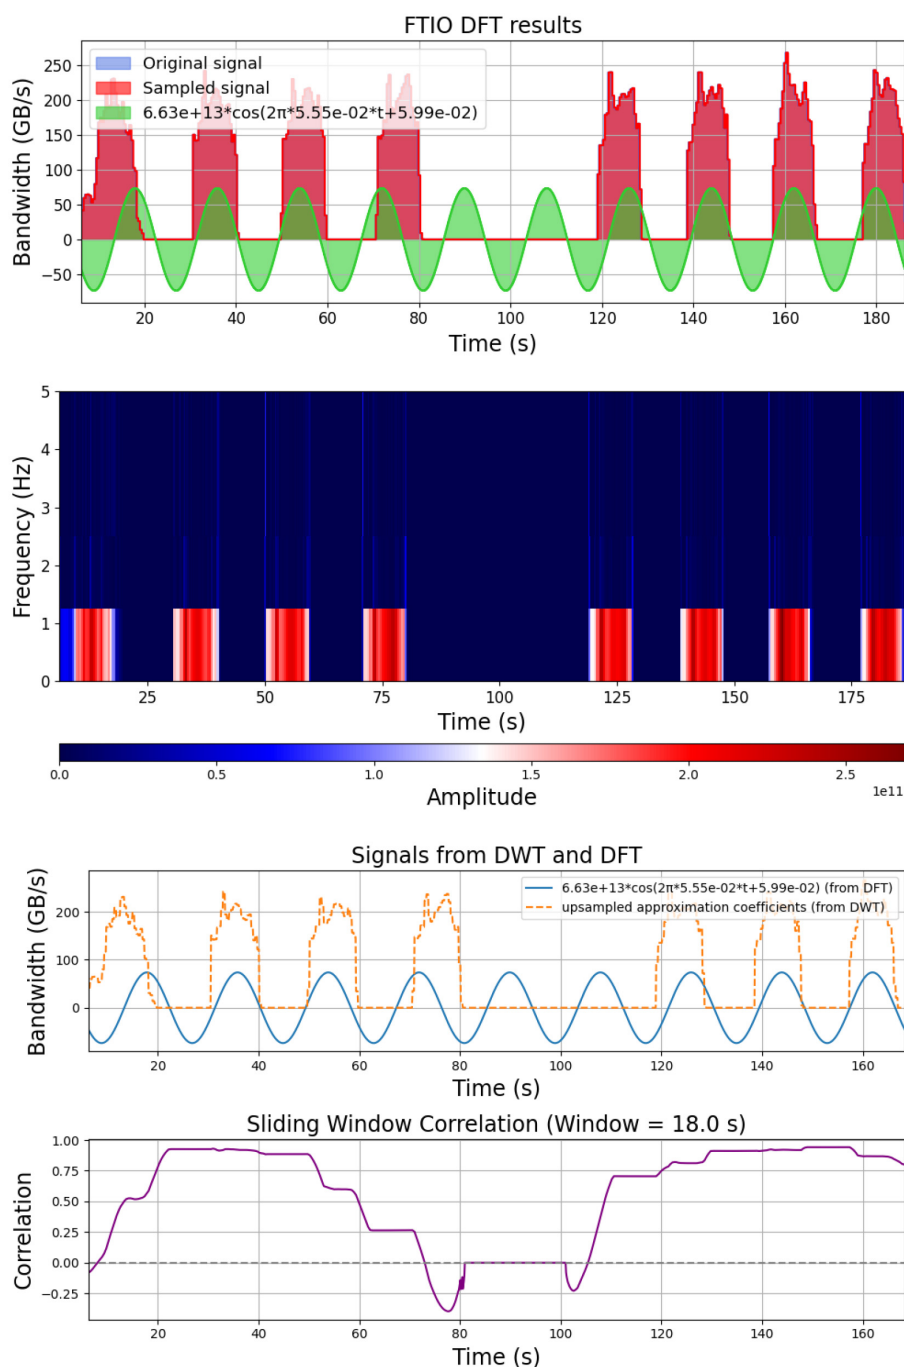 FTIO DFT results
Original signal
Sampled signal
6.63e+13*cos(2π*5.55e-02*t+5.99e-02)
Bandwidth (GB/s)
250
200
150
100
50
0
−50
20 40 60 80 100 120 140 160 180
Time (s)
Frequency (Hz)
5
4
3
2
1
0
25 50 75 100 125 150 175
Time (s)
0.0 0.5 1.0 1.5 2.0 2.5
1e11
Amplitude
Signals from DWT and DFT
6.63e+13*cos(2π*5.55e-02*t+5.99e-02) (from DFT)
upsampled approximation coefficients (from DWT)
Bandwidth (GB/s)
200
100
0
20 40 60 80 100 120 140 160
Time (s)
Sliding Window Correlation (Window = 18.0 s)
Correlation
1.00
0.75
0.50
0.25
0.00
−0.25
20 40 60 80 100 120 140 160
Time (s)